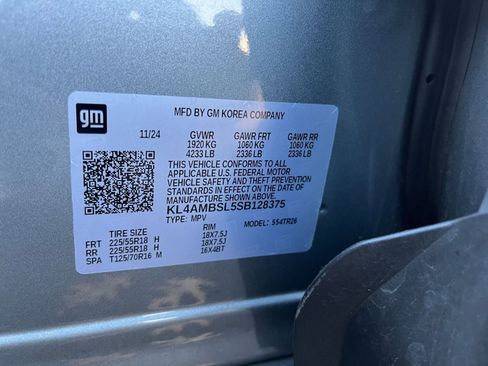 gm
MFD BY GM KOREA COMPANY
11/24 GVWR GAWR FRT GAWR RR
1920 KG 1060 KG 1060 KG
4233 LB 2336 LB 2336 LB
THIS VEHICLE CONFORMS TO ALL
APPLICABLE U.S. FEDERAL MOTOR
VEHICLE SAFETY AND THEFT PREVENTION
STANDARDS IN EFFECT ON THE DATE OF
MANUFACTURE SHOWN ABOVE.
KL4AMBSL5SB128375
TYPE: MPV MODEL: 554TR26
TIRE SIZE RIM
FRT 225/55R18 H 18X7.5J
RR 225/55R18 H 18X7.5J
SPA T125/70R16 M 16X4BT